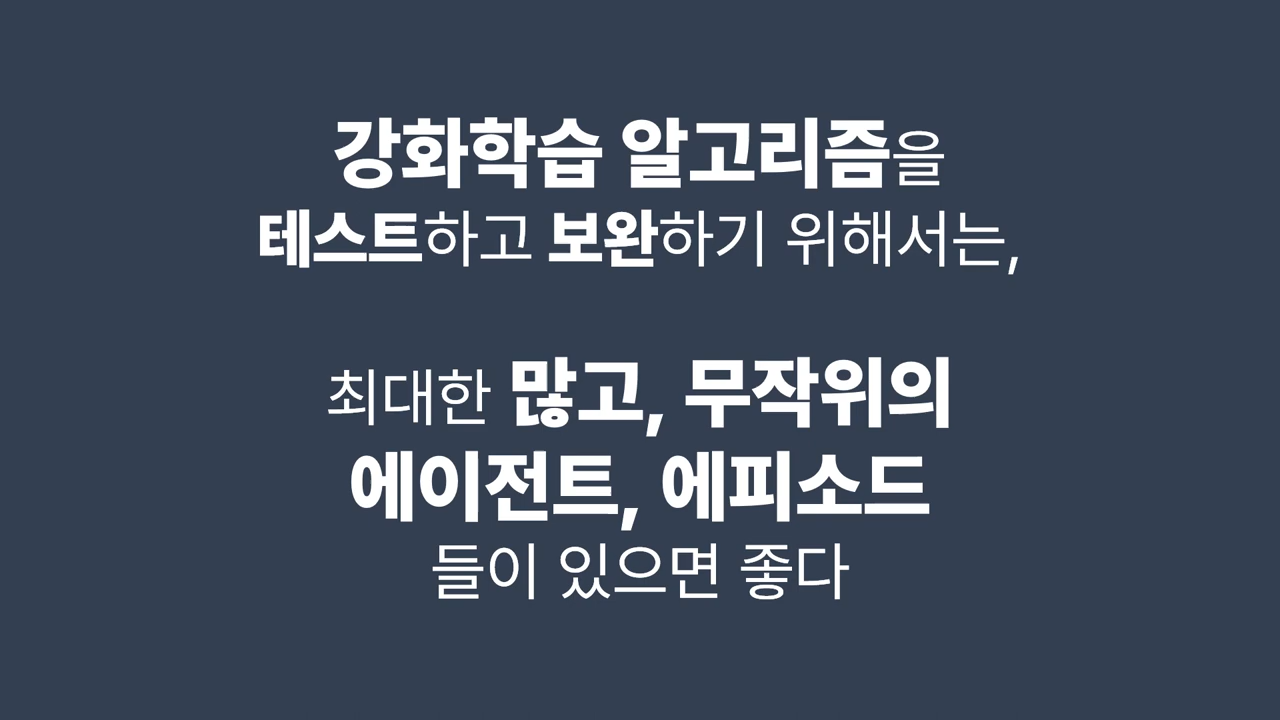 강화학습 알고리즘을
테스트하고 보완하기 위해서는,
최대한 많고, 무작위의
에이전트, 에피소드
들이 있으면 좋다